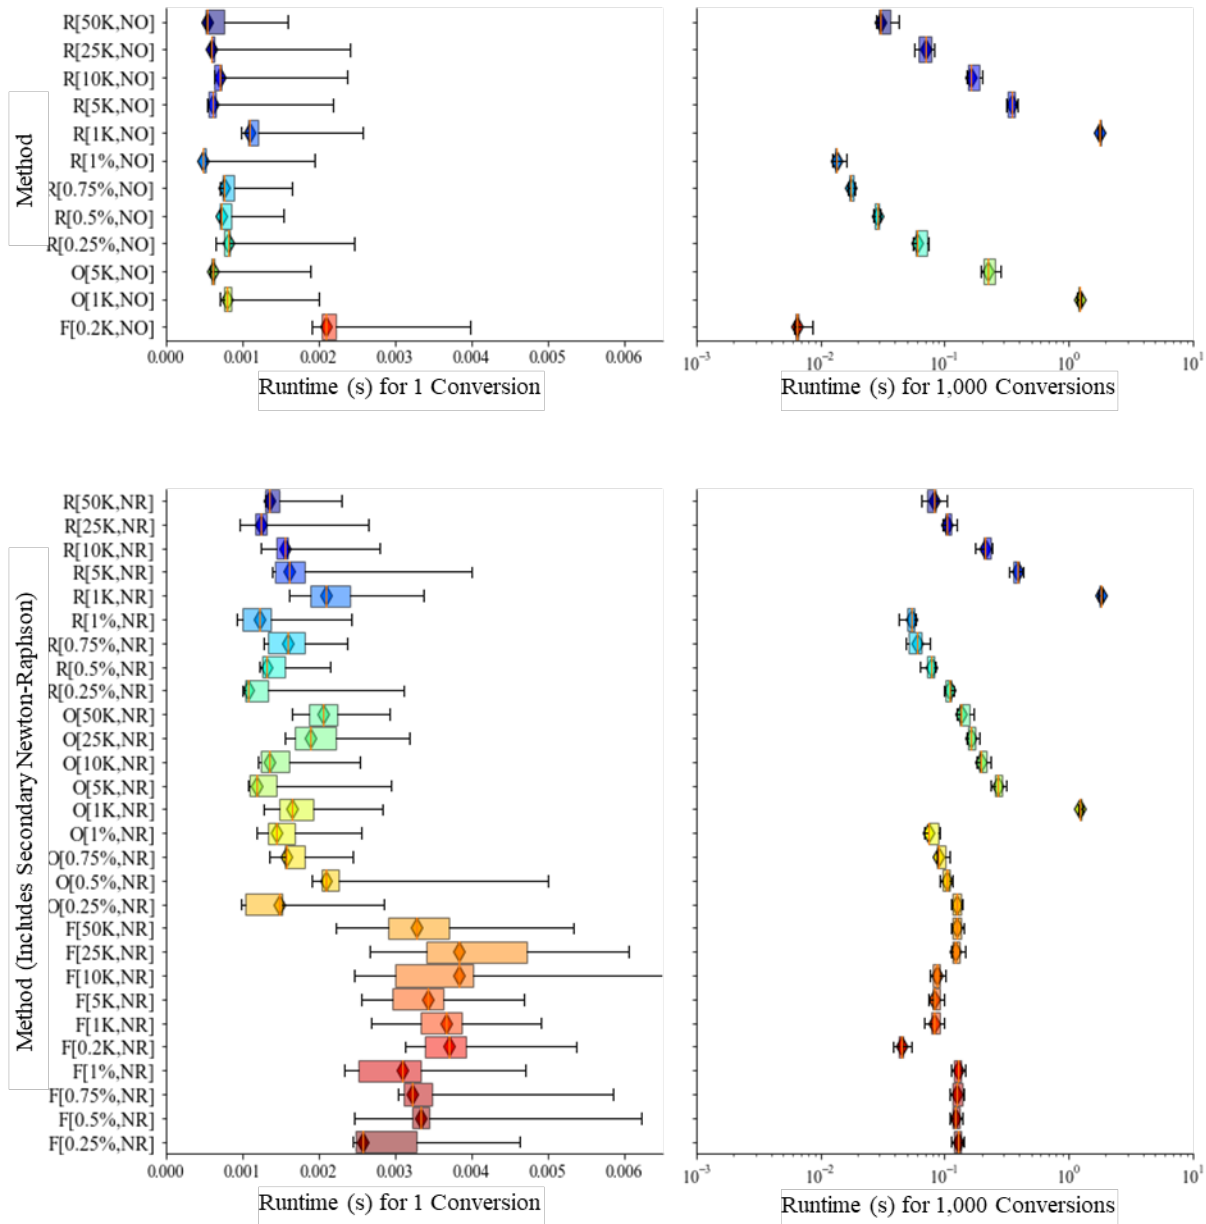 R[50K,NO]
R[25K,NO]
R[10K,NO]
R[5K,NO]
R[1K,NO]
R[1%,NO]
R[0.75%,NO]
R[0.5%,NO]
R[0.25%,NO]
O[5K,NO]
O[1K,NO]
F[0.2K,NO]
Method
0.000 0.001 0.002 0.003 0.004 0.005 0.006
Runtime (s) for 1 Conversion
10⁻³ 10⁻² 10⁻¹ 10⁰ 10¹
Runtime (s) for 1,000 Conversions
R[50K,NR]
R[25K,NR]
R[10K,NR]
R[5K,NR]
R[1K,NR]
R[1%,NR]
R[0.75%,NR]
R[0.5%,NR]
R[0.25%,NR]
O[50K,NR]
O[25K,NR]
O[10K,NR]
O[5K,NR]
O[1K,NR]
O[1%,NR]
O[0.75%,NR]
O[0.5%,NR]
O[0.25%,NR]
F[50K,NR]
F[25K,NR]
F[10K,NR]
F[5K,NR]
F[1K,NR]
F[0.2K,NR]
F[1%,NR]
F[0.75%,NR]
F[0.5%,NR]
F[0.25%,NR]
Method (Includes Secondary Newton-Raphson)
0.000 0.001 0.002 0.003 0.004 0.005 0.006
Runtime (s) for 1 Conversion
10⁻³ 10⁻² 10⁻¹ 10⁰ 10¹
Runtime (s) for 1,000 Conversions